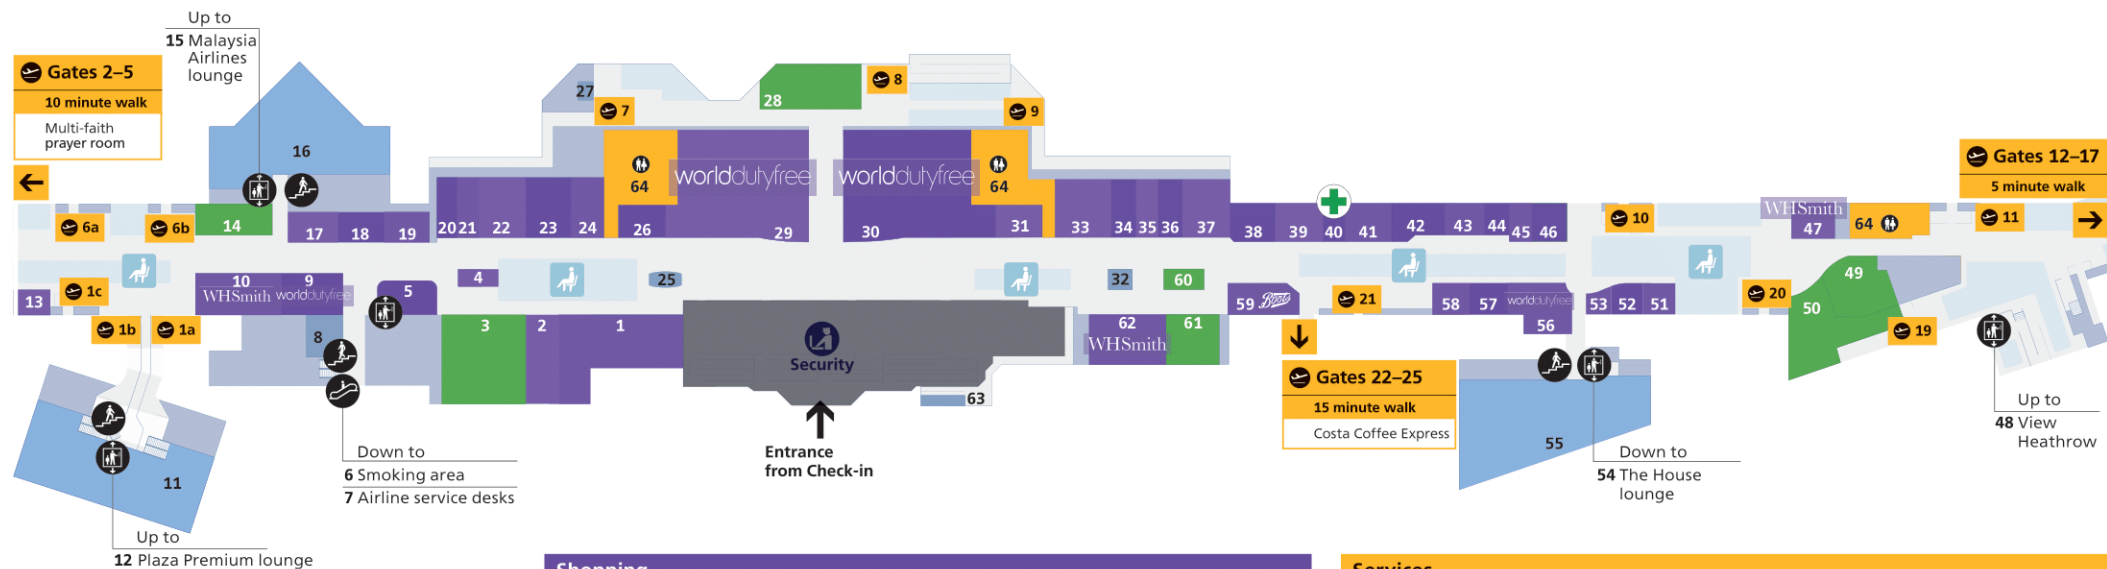 Up to
15 Malaysia
Airlines
lounge
Gates 2–5
10 minute walk
Multi-faith
prayer room
16
27
7
28
8
9
64
worlddutyfree
worlddutyfree
64
Gates 12–17
5 minute walk
6a
6b
14
17
18
19
20
21
22
23
24
26
29
30
31
33
34
35
36
37
38
39
40
41
42
43
44
45
46
10
WHSmith
47
64
11
13
1c
10
WHSmith
9
worlddutyfree
5
4
25
32
60
59
Boots
21
58
57
worlddutyfree
56
53
52
51
20
49
50
19
1b
1a
8
3
2
1
Security
62
WHSmith
61
63
Entrance
from Check-in
Gates 22–25
15 minute walk
Costa Coffee Express
55
Down to
54 The House
lounge
Up to
48 View
Heathrow
Down to
6 Smoking area
7 Airline service desks
11
Up to
12 Plaza Premium lounge
Shopping
Services